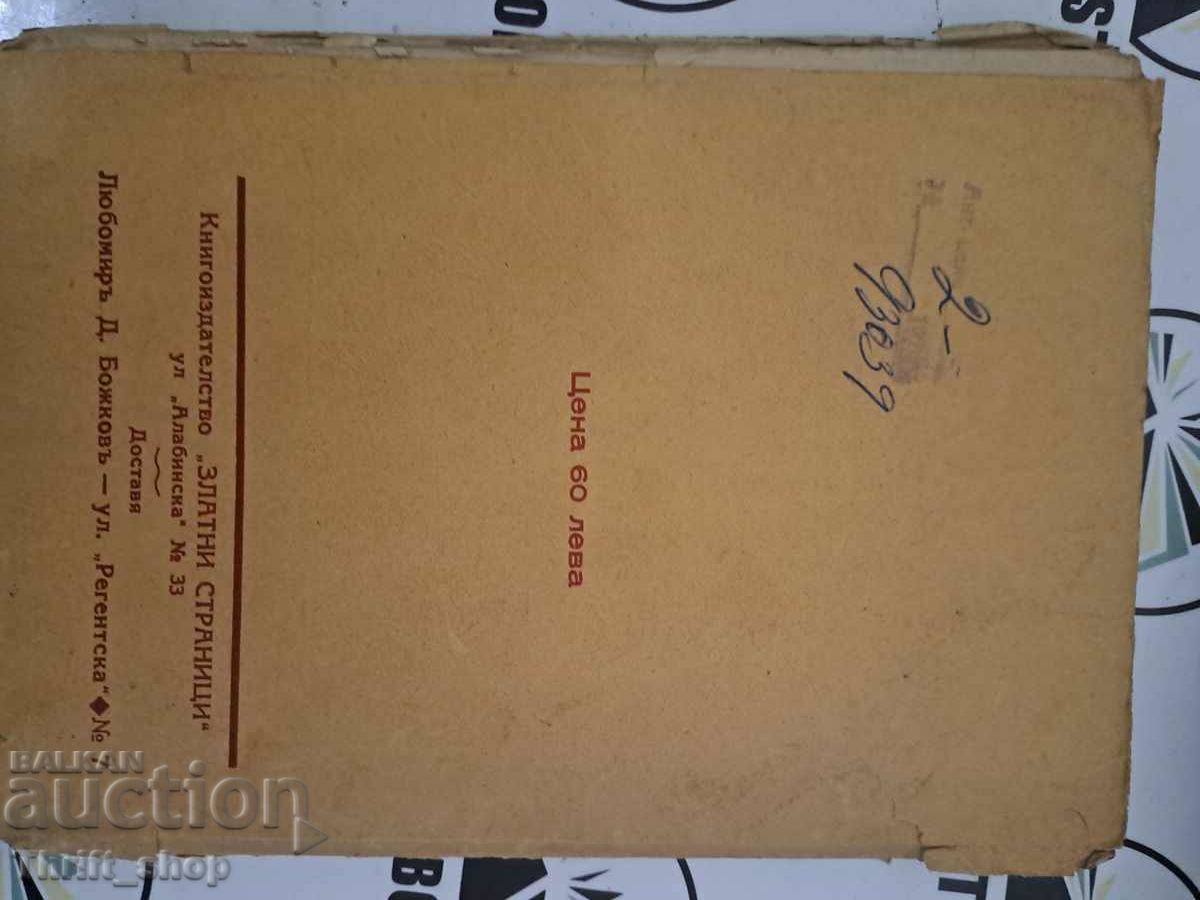 2 –
93039
Цена 60 лева
Книгоиздателство „ЗЛАТНИ СТРАНИЦИ“
ул „Алабинска“ № 33
Доставя
Любомиръ Д. Божковъ — ул. „Регентска“ № 7
BALKAN
auction
Thrift_shop